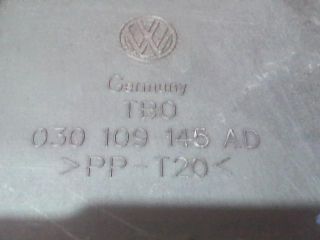 Germany
TBO
030 109 145 AD
>PP-T20<